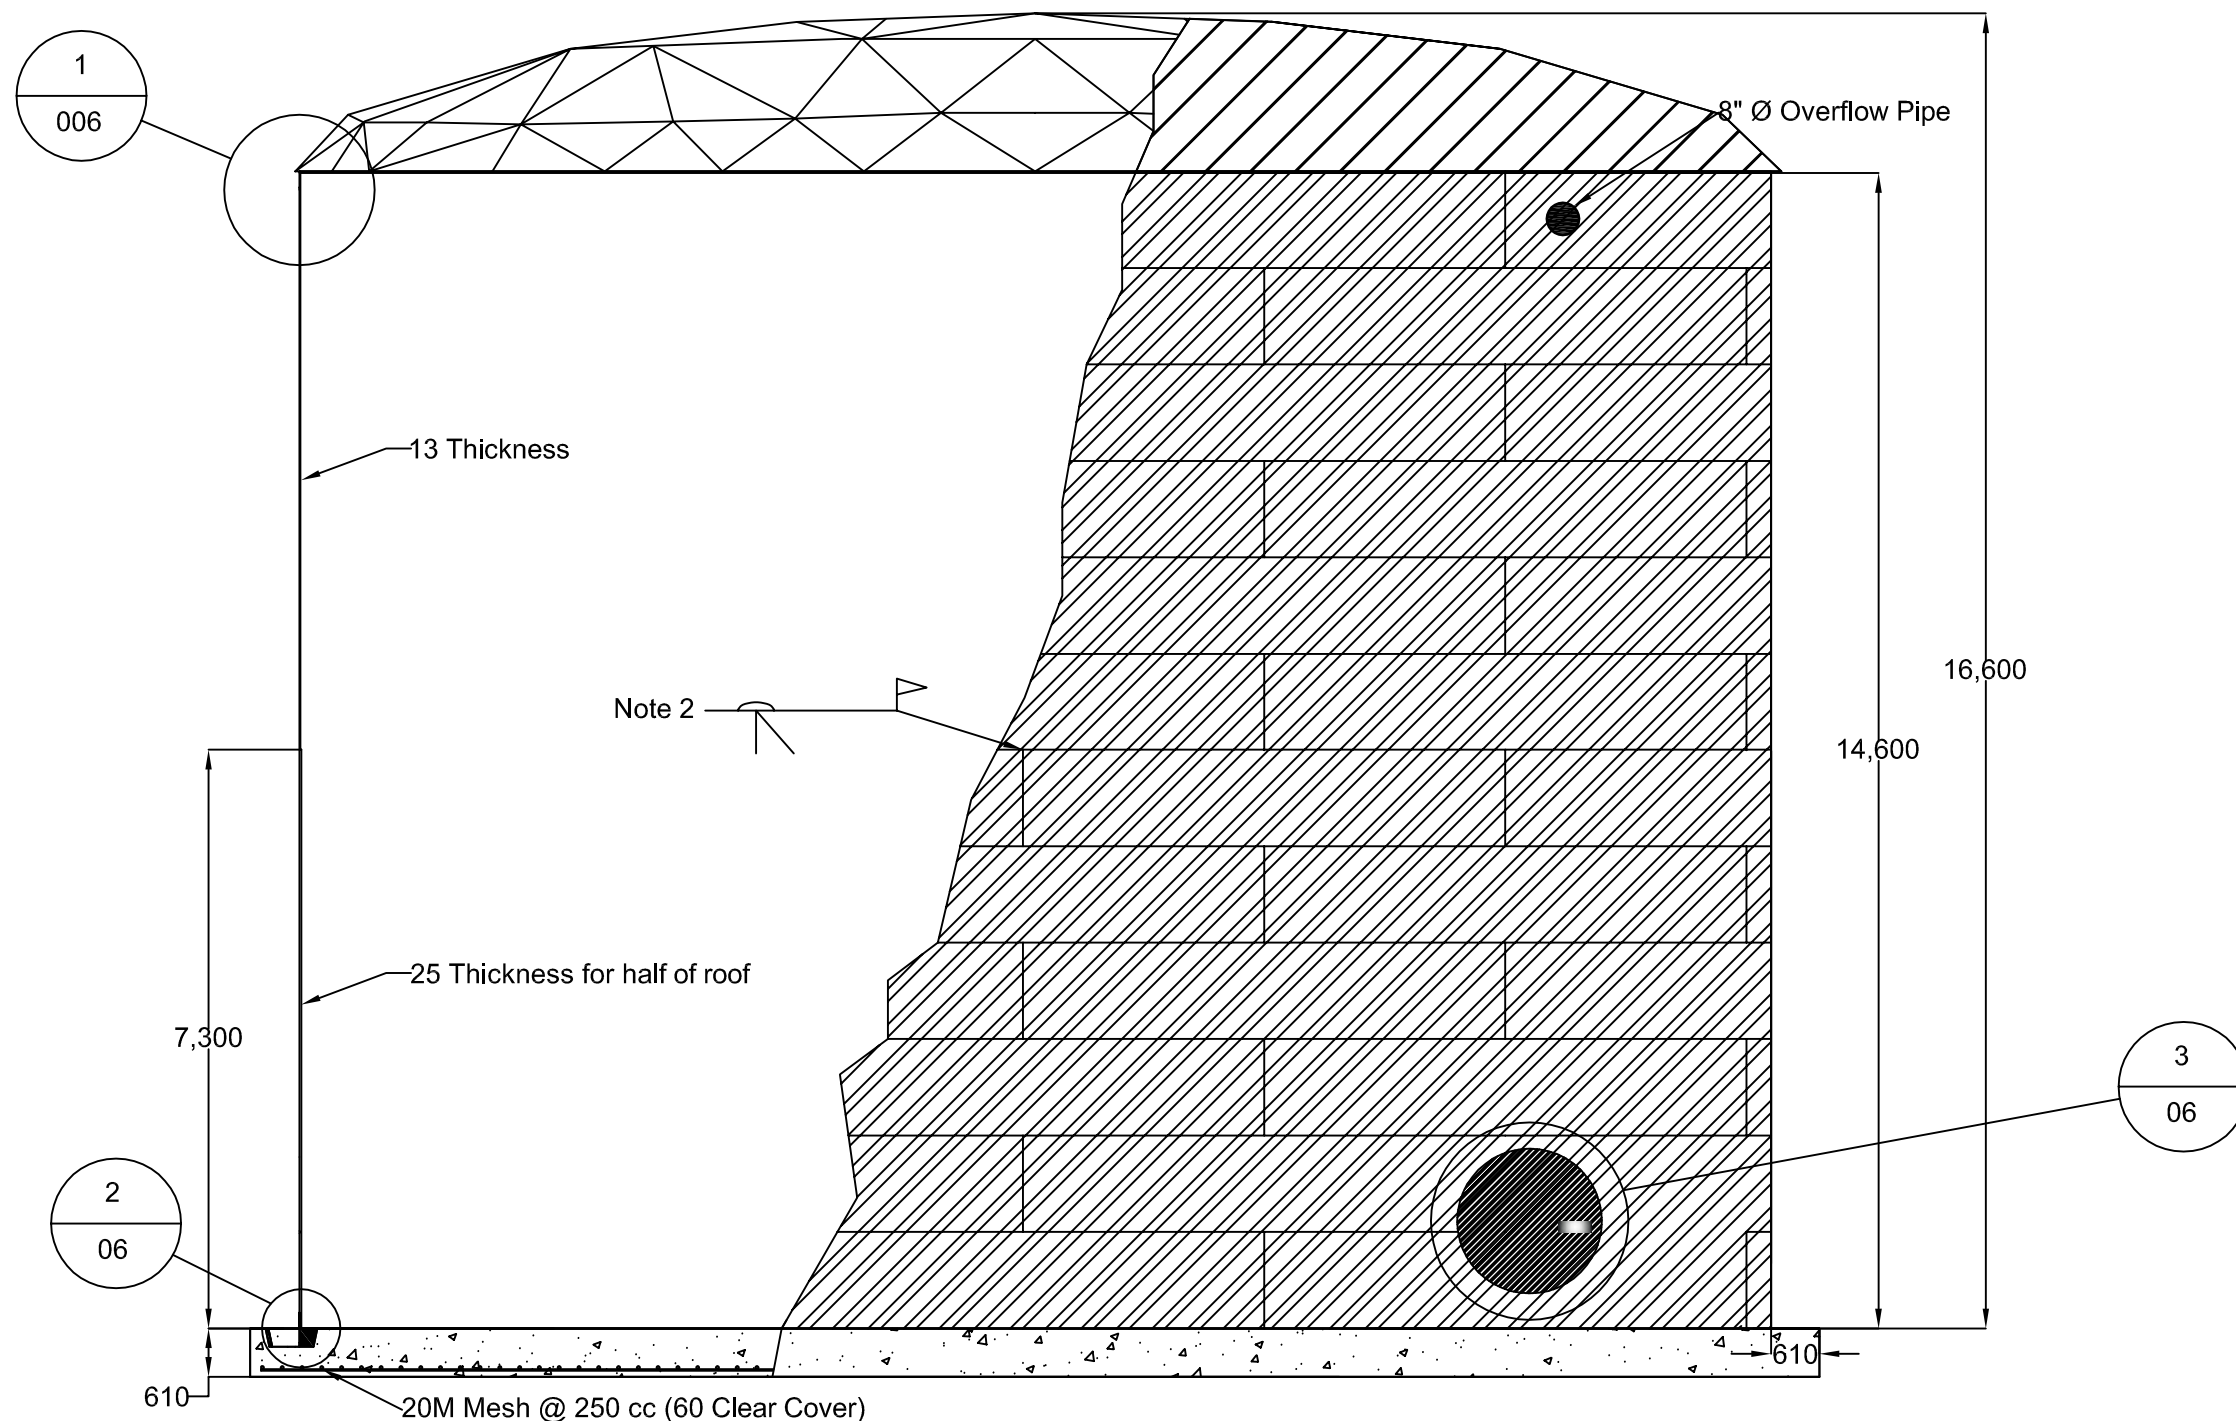 1
006
8" Ø Overflow Pipe
13 Thickness
16,600
Note 2
14,600
25 Thickness for half of roof
7,300
3
06
2
06
610
610
20M Mesh @ 250 cc (60 Clear Cover)